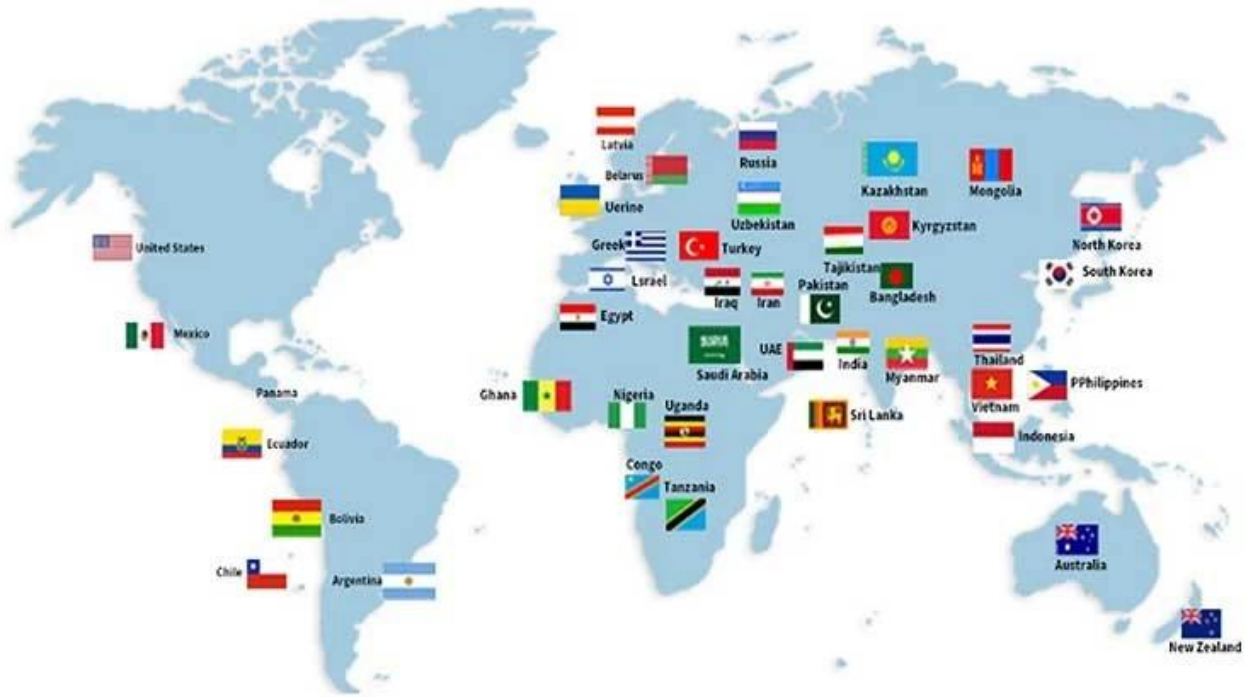 Latvia
Russia
Belarus
Kazakhstan
Mongolia
Uerine
Uzbekistan
Kyrgyzstan
North Korea
United States
Greek
Turkey
Tajikistan
South Korea
Lsrael
Iraq
Iran
Pakistan
Bangladesh
Egypt
Mexico
Saudi Arabia
UAE
India
Myanmar
Thailand
PPhilippines
Panama
Ghana
Nigeria
Uganda
Sri Lanka
Vietnam
Indonesia
Ecuador
Congo
Tanzania
Bolivia
Chile
Argentina
Australia
New Zealand